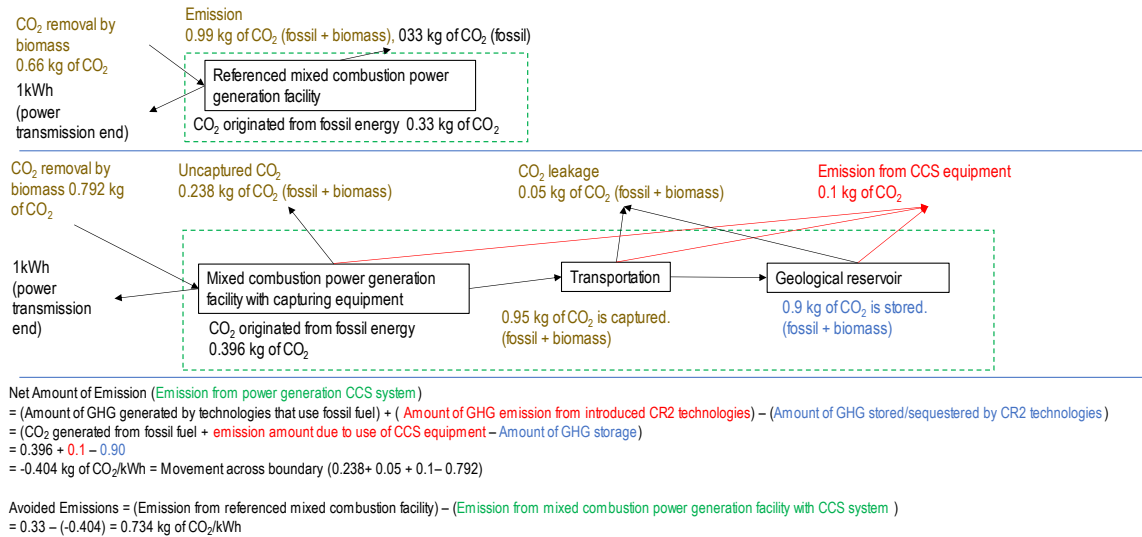 Emission
0.99 kg of CO₂ (fossil + biomass), 033 kg of CO₂ (fossil)
CO₂ removal by
biomass
0.66 kg of CO₂
1kWh
(power
transmission end)
Referenced mixed combustion power
generation facility
CO₂ originated from fossil energy 0.33 kg of CO₂
CO₂ removal by
biomass 0.792 kg
of CO₂
Uncaptured CO₂
0.238 kg of CO₂ (fossil + biomass)
CO₂ leakage
0.05 kg of CO₂ (fossil + biomass)
Emission from CCS equipment
0.1 kg of CO₂
1kWh
(power
transmission
end)
Mixed combustion power generation
facility with capturing equipment
Transportation
Geological reservoir
CO₂ originated from fossil energy
0.396 kg of CO₂
0.95 kg of CO₂ is captured.
(fossil + biomass)
0.9 kg of CO₂ is stored.
(fossil + biomass)
Net Amount of Emission (Emission from power generation CCS system)
= (Amount of GHG generated by technologies that use fossil fuel) + ( Amount of GHG emission from introduced CR2 technologies) – (Amount of GHG stored/sequestered by CR2 technologies)
= (CO₂ generated from fossil fuel + emission amount due to use of CCS equipment – Amount of GHG storage)
= 0.396 + 0.1 – 0.90
= -0.404 kg of CO₂/kWh = Movement across boundary (0.238+ 0.05 + 0.1– 0.792)
Avoided Emissions = (Emission from referenced mixed combustion facility) – (Emission from mixed combustion power generation facility with CCS system )
= 0.33 – (-0.404) = 0.734 kg of CO₂/kWh